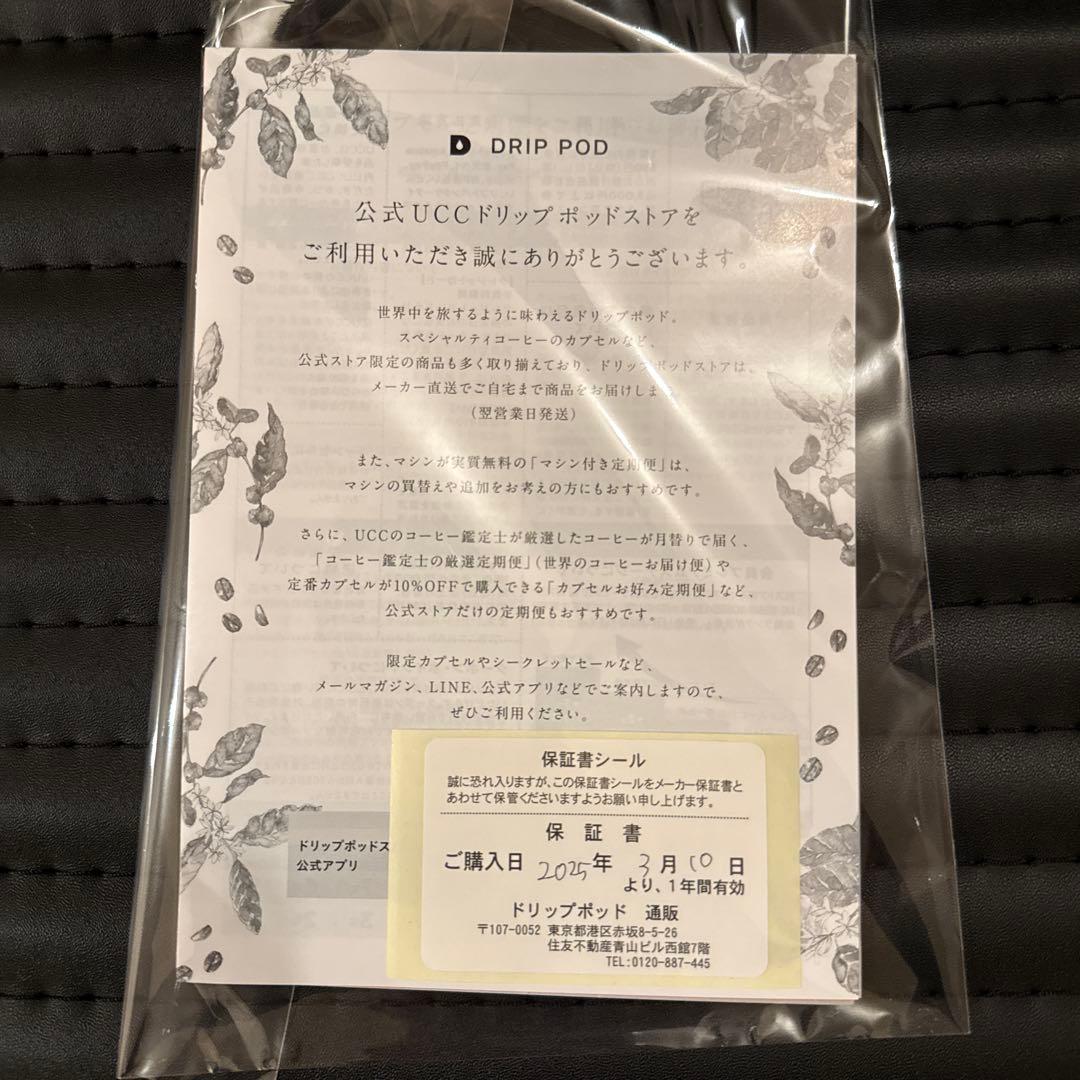 DRIP POD
公式UCCドリップポッドストアを
ご利用いただき誠にありがとうございます。
世界中を旅するように味わえるドリップポッド。
スペシャルティコーヒーのカプセルなど、
公式ストア限定の商品も多く取り揃えており、ドリップポッドストアは、
メーカー直送でご自宅まで商品をお届けします。
(翌営業日発送)
また、マシンが実質無料の「マシン付き定期便」は、
マシンの買替えや追加をお考えの方にもおすすめです。
さらに、UCCのコーヒー鑑定士が厳選したコーヒーが月替りで届く、
「コーヒー鑑定士の厳選定期便」(世界のコーヒーお届け便)や
定番カプセルが10%OFFで購入できる「カプセルお好み定期便」など、
公式ストアだけの定期便もおすすめです。
限定カプセルやシークレットセールなど、
メールマガジン、LINE、公式アプリなどでご案内しますので、
ぜひご利用ください。
ドリップポッドス
公式アプリ
保証書シール
誠に恐れ入りますが、この保証書シールをメーカー保証書と
あわせて保管くださいますようお願い申し上げます。
保 証 書
ご購入日 2025年 3月 10日
より、1年間有効
ドリップポッド 通販
〒107-0052 東京都港区赤坂8-5-26
住友不動産青山ビル西館7階
TEL:0120-887-445